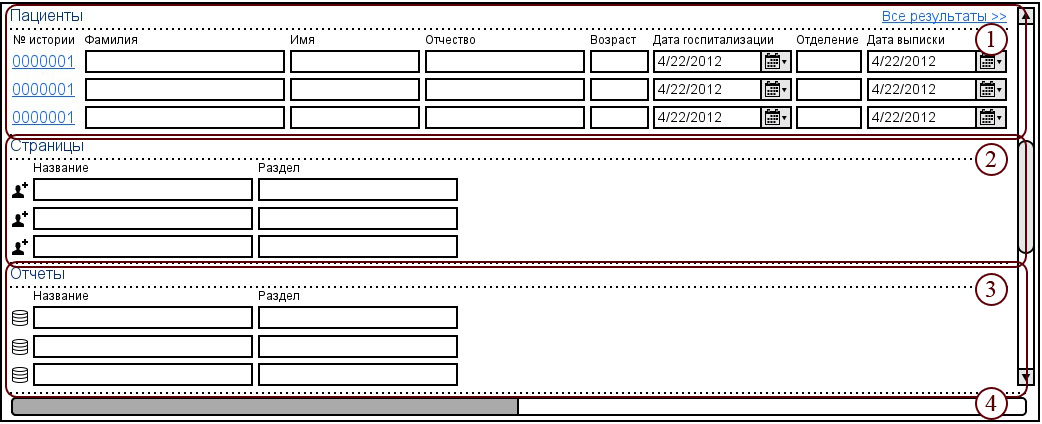 Пациенты Все результаты >>
1
№ истории Фамилия Имя Отчество Возраст Дата госпитализации Отделение Дата выписки
0000001 4/22/2012 4/22/2012
0000001 4/22/2012 4/22/2012
0000001 4/22/2012 4/22/2012
Страницы
2
Название Раздел
Отчеты
3
Название Раздел
4